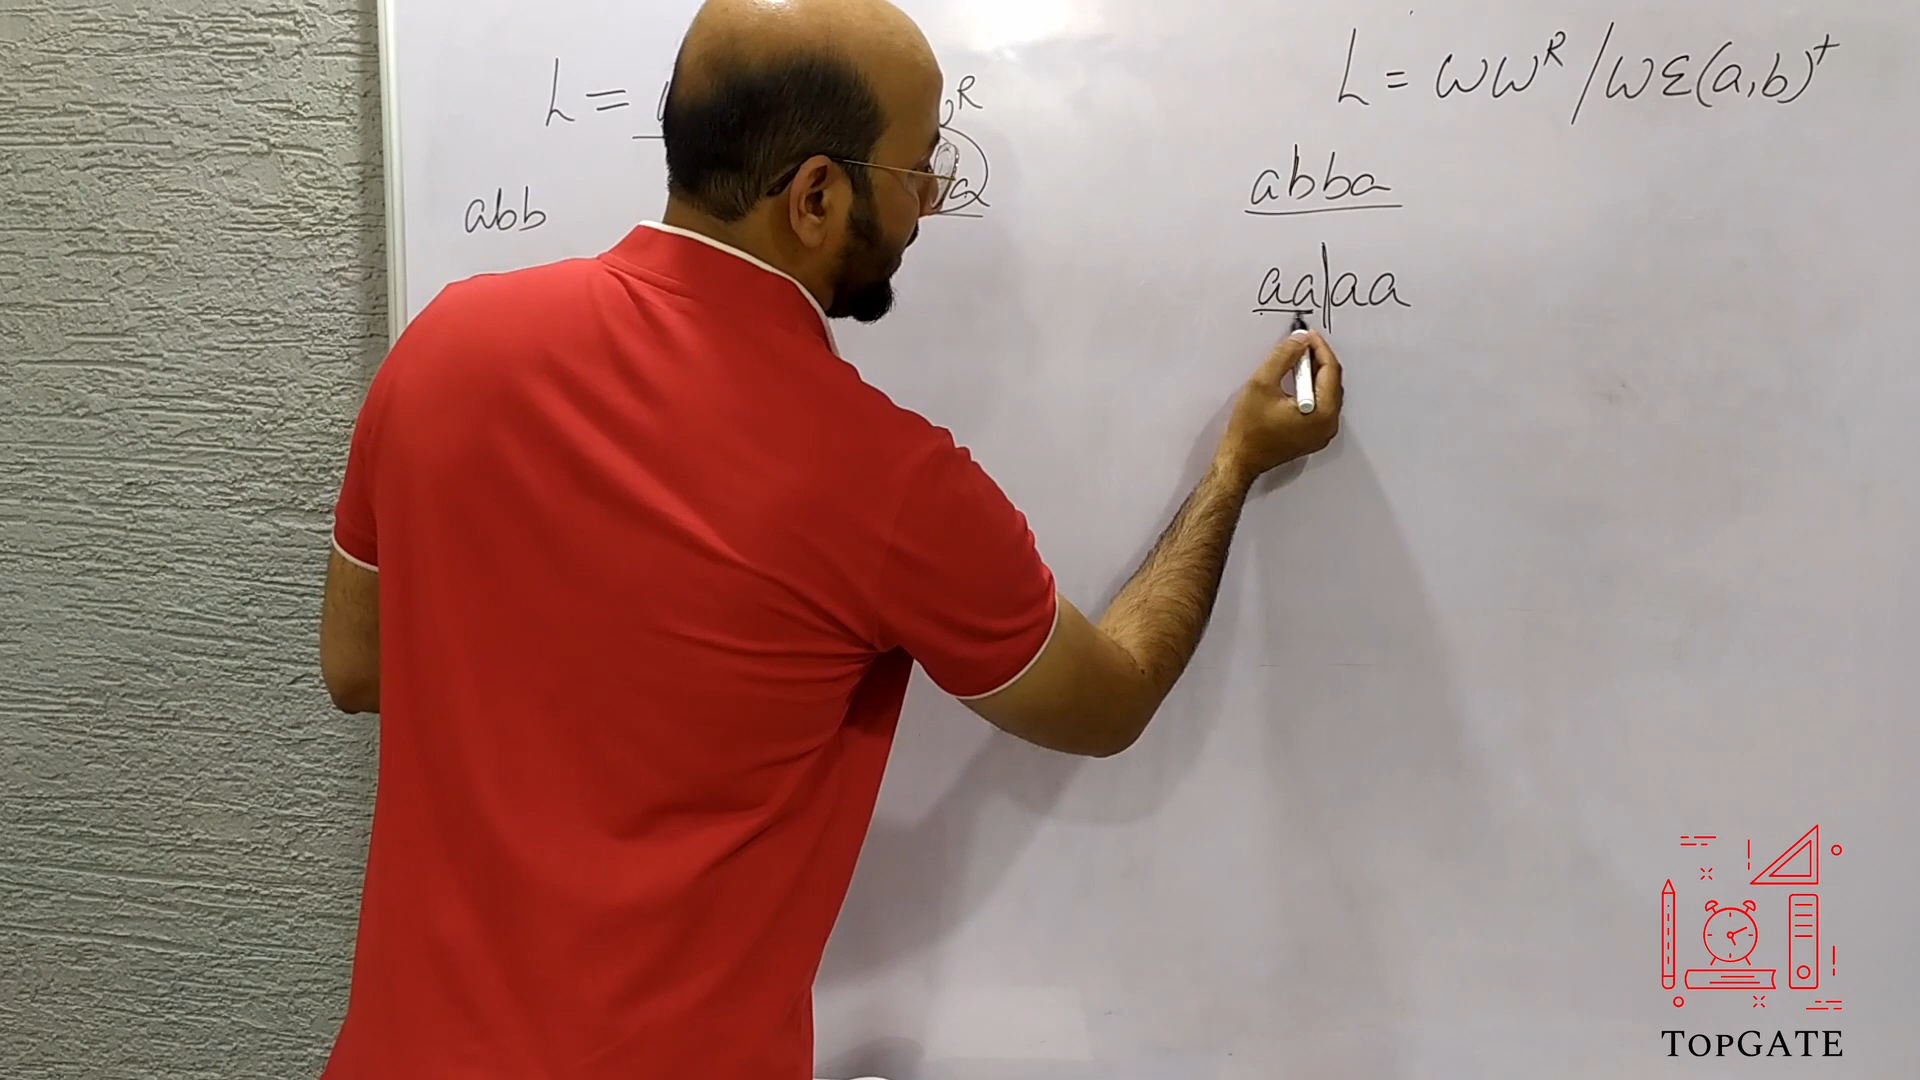 L = R
L = ωω^R / ω ε (a,b)^+
abb a
abba
aa|aa
TOPGATE